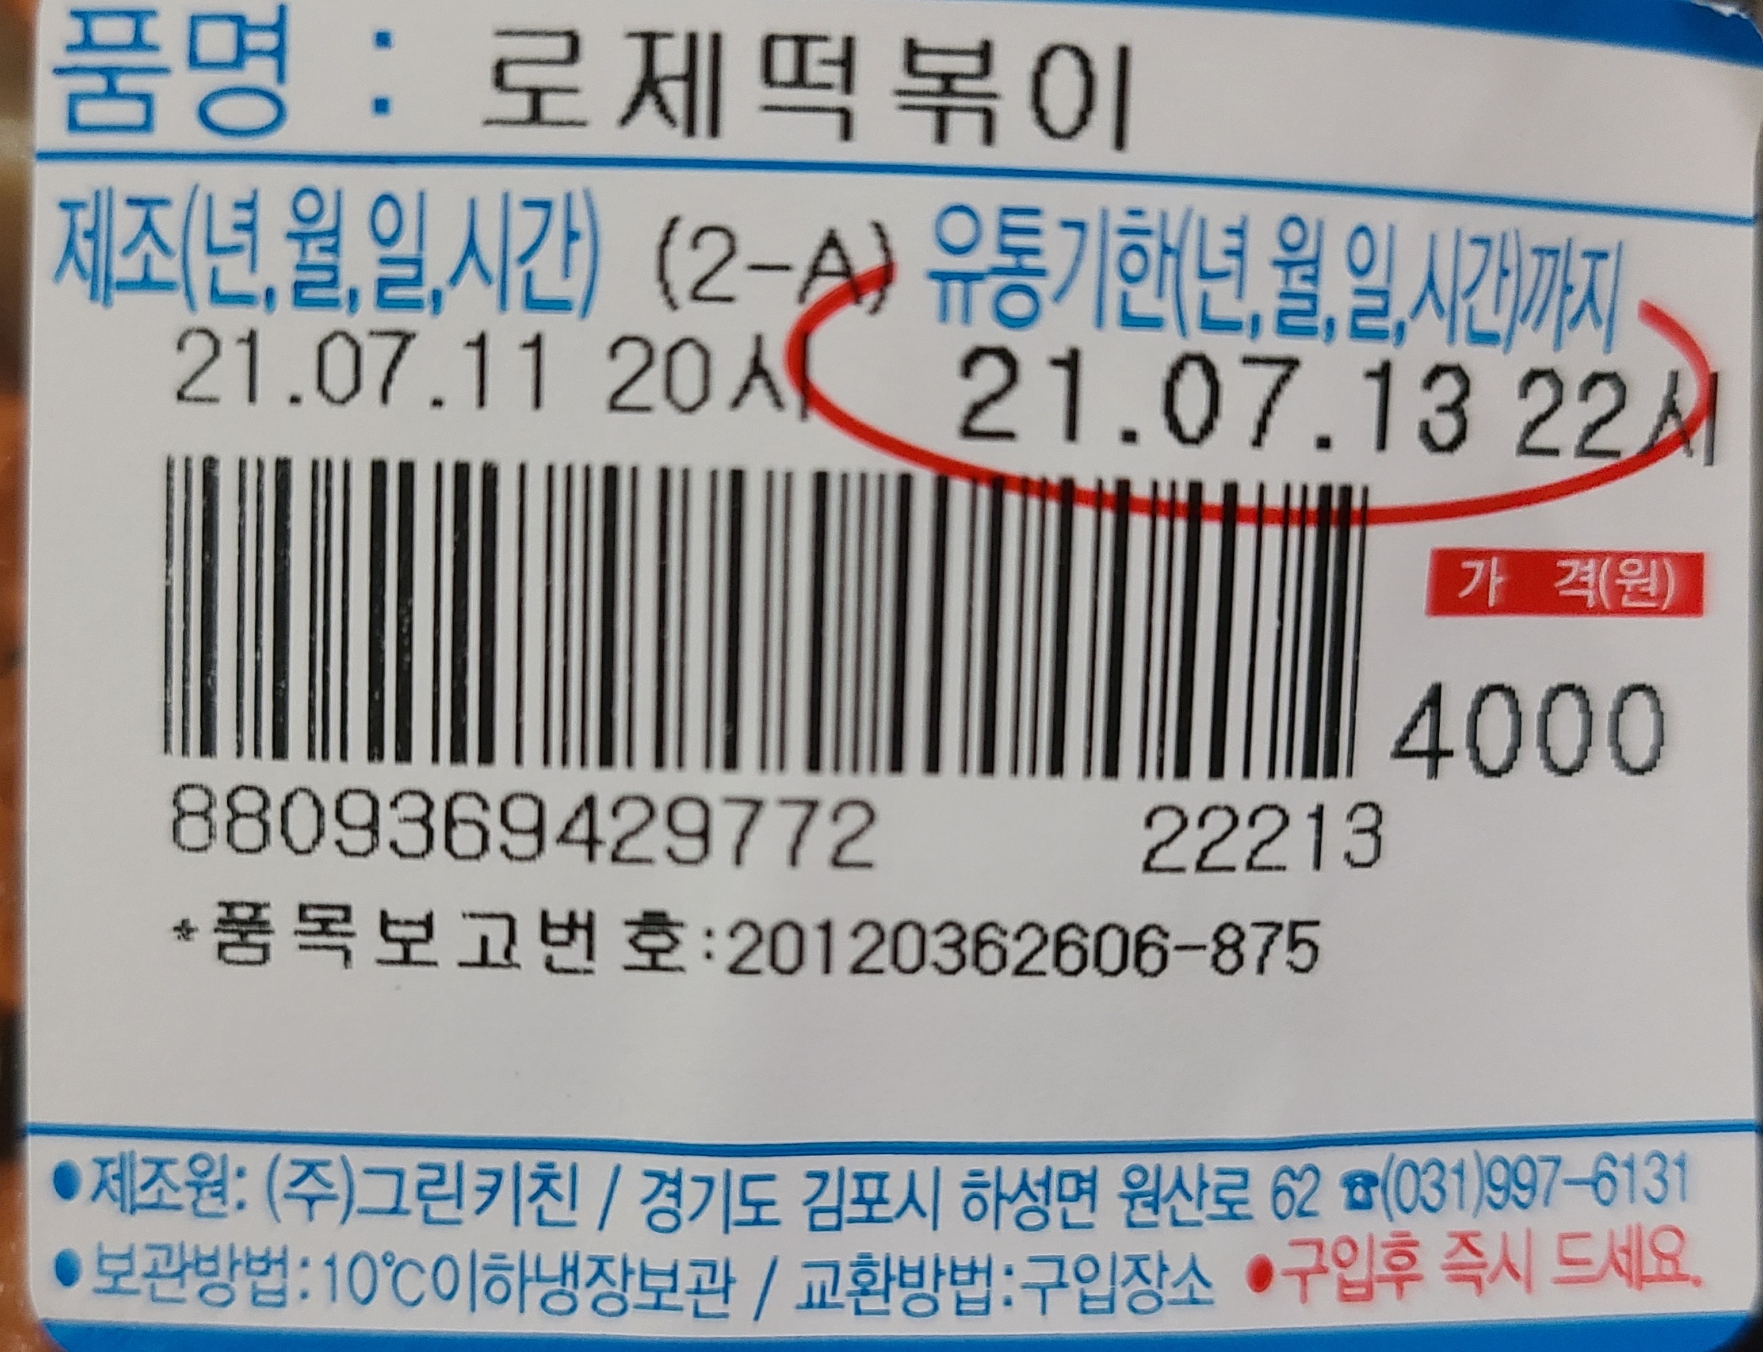 품명 : 로제떡볶이
제조(년,월,일,시간) (2-A) 유통기한(년,월,일,시간)까지
21.07.11 20시 21.07.13 22시
가 격(원)
4000
8809369429772 22213
*품목보고번호:20120362606-875
●제조원: (주)그린키친 / 경기도 김포시 하성면 원산로 62 ☎(031)997-6131
●보관방법:10℃이하냉장보관 / 교환방법:구입장소 ●구입후 즉시 드세요.